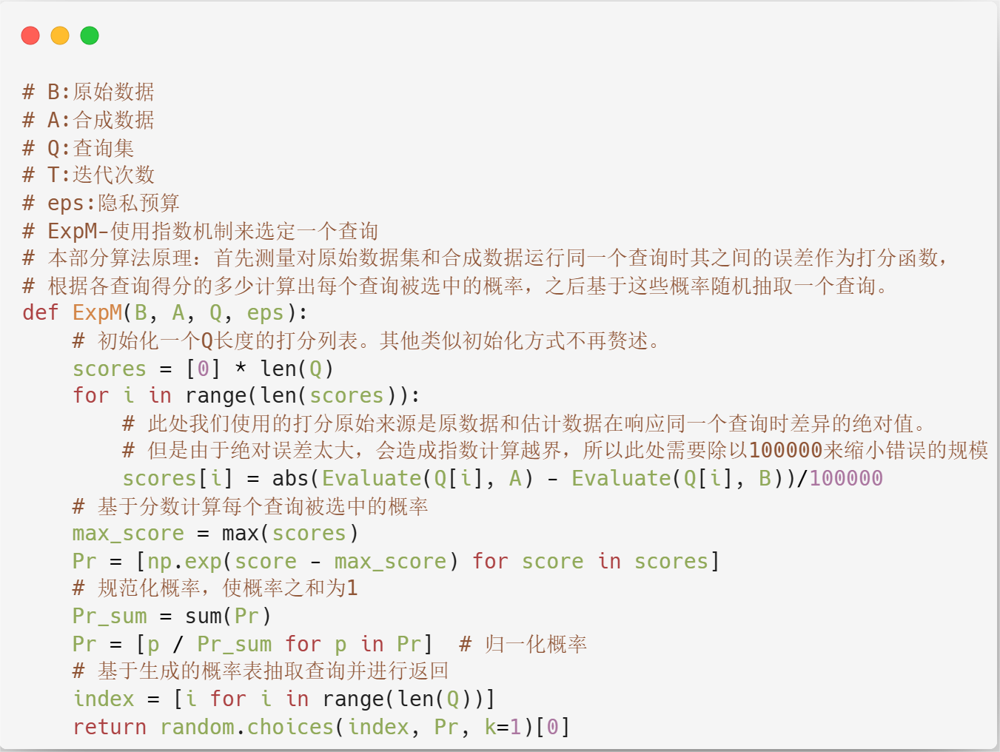 # B:原始数据
# A:合成数据
# Q:查询集
# T:迭代次数
# eps:隐私预算
# ExpM-使用指数机制来选定一个查询
# 本部分算法原理：首先测量对原始数据集和合成数据运行同一个查询时其之间的误差作为打分函数，
# 根据各查询得分的多少计算出每个查询被选中的概率，之后基于这些概率随机抽取一个查询。
def ExpM(B, A, Q, eps):
    # 初始化一个Q长度的打分列表。其他类似初始化方式不再赘述。
    scores = [0] * len(Q)
    for i in range(len(scores)):
        # 此处我们使用的打分原始来源是原数据和估计数据在响应同一个查询时差异的绝对值。
        # 但是由于绝对误差太大，会造成指数计算越界，所以此处需要除以100000来缩小错误的规模
        scores[i] = abs(Evaluate(Q[i], A) - Evaluate(Q[i], B))/100000
    # 基于分数计算每个查询被选中的概率
    max_score = max(scores)
    Pr = [np.exp(score - max_score) for score in scores]
    # 规范化概率，使概率之和为1
    Pr_sum = sum(Pr)
    Pr = [p / Pr_sum for p in Pr]  # 归一化概率
    # 基于生成的概率表抽取查询并进行返回
    index = [i for i in range(len(Q))]
    return random.choices(index, Pr, k=1)[0]